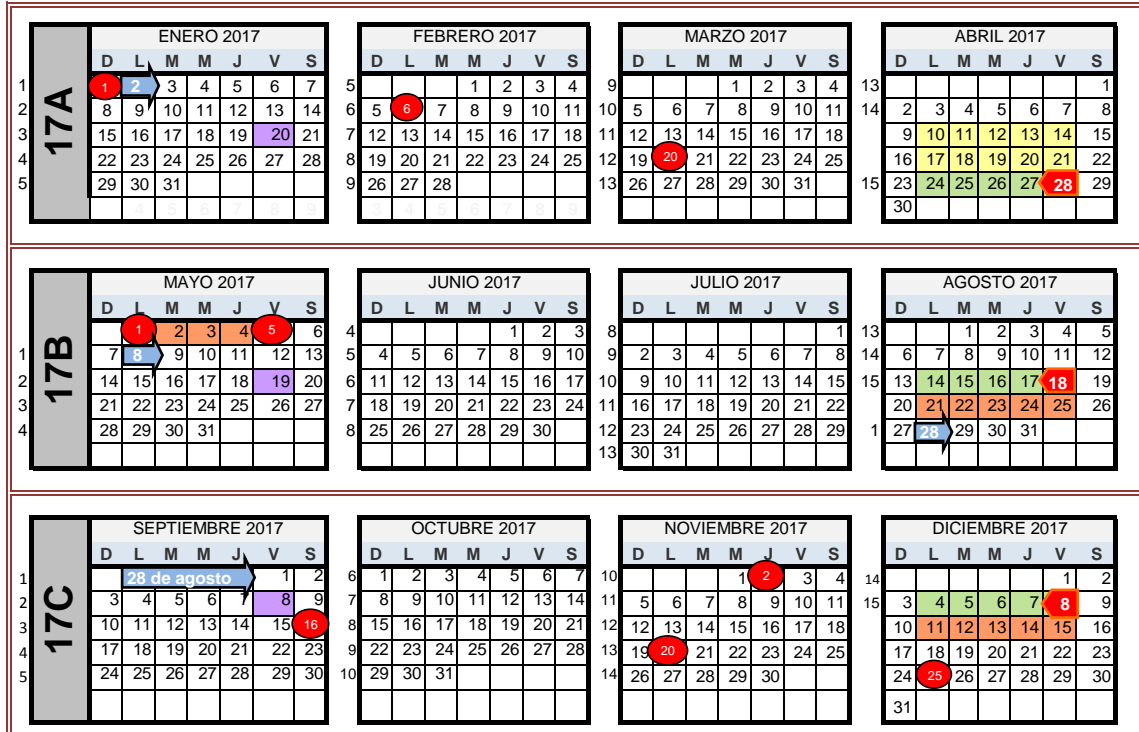 17A
ENERO 2017
D L M M J V S
1 1 2 3 4 5 6 7
2 8 9 10 11 12 13 14
3 15 16 17 18 19 20 21
4 22 23 24 25 26 27 28
5 29 30 31
4 5 6 7 8 9
FEBRERO 2017
D L M M J V S
5 1 2 3 4
6 5 6 7 8 9 10 11
7 12 13 14 15 16 17 18
8 19 20 21 22 23 24 25
9 26 27 28
3 4 5 6 7 8 9
MARZO 2017
D L M M J V S
9 1 2 3 4
10 5 6 7 8 9 10 11
11 12 13 14 15 16 17 18
12 19 20 21 22 23 24 25
13 26 27 28 29 30 31
ABRIL 2017
D L M M J V S
13 1
14 2 3 4 5 6 7 8
9 10 11 12 13 14 15
16 17 18 19 20 21 22
15 23 24 25 26 27 28 29
30
17B
MAYO 2017
D L M M J V S
1 2 3 4 5 6
1 7 8 9 10 11 12 13
2 14 15 16 17 18 19 20
3 21 22 23 24 25 26 27
4 28 29 30 31
JUNIO 2017
D L M M J V S
4 1 2 3
5 4 5 6 7 8 9 10
6 11 12 13 14 15 16 17
7 18 19 20 21 22 23 24
8 25 26 27 28 29 30
JULIO 2017
D L M M J V S
8 1
9 2 3 4 5 6 7 8
10 9 10 11 12 13 14 15
11 16 17 18 19 20 21 22
12 23 24 25 26 27 28 29
13 30 31
AGOSTO 2017
D L M M J V S
13 1 2 3 4 5
14 6 7 8 9 10 11 12
15 13 14 15 16 17 18 19
20 21 22 23 24 25 26
1 27 28 29 30 31
17C
SEPTIEMBRE 2017
D L M M J V S
1 28 de agosto 1 2
2 3 4 5 6 7 8 9
3 10 11 12 13 14 15 16
4 17 18 19 20 21 22 23
5 24 25 26 27 28 29 30
OCTUBRE 2017
D L M M J V S
6 1 2 3 4 5 6 7
7 8 9 10 11 12 13 14
8 15 16 17 18 19 20 21
9 22 23 24 25 26 27 28
10 29 30 31
NOVIEMBRE 2017
D L M M J V S
10 1 2 3 4
11 5 6 7 8 9 10 11
12 12 13 14 15 16 17 18
13 19 20 21 22 23 24 25
14 26 27 28 29 30
DICIEMBRE 2017
D L M M J V S
14 1 2
15 3 4 5 6 7 8 9
10 11 12 13 14 15 16
17 18 19 20 21 22 23
24 25 26 27 28 29 30
31